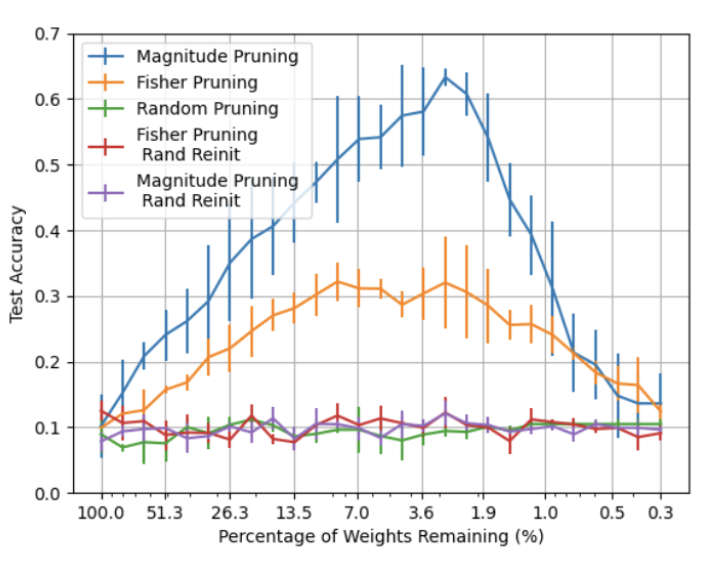 0.7
0.6
0.5
0.4
0.3
0.2
0.1
0.0
Test Accuracy
Magnitude Pruning
Fisher Pruning
Random Pruning
Fisher Pruning
Rand Reinit
Magnitude Pruning
Rand Reinit
100.0 51.3 26.3 13.5 7.0 3.6 1.9 1.0 0.5 0.3
Percentage of Weights Remaining (%)